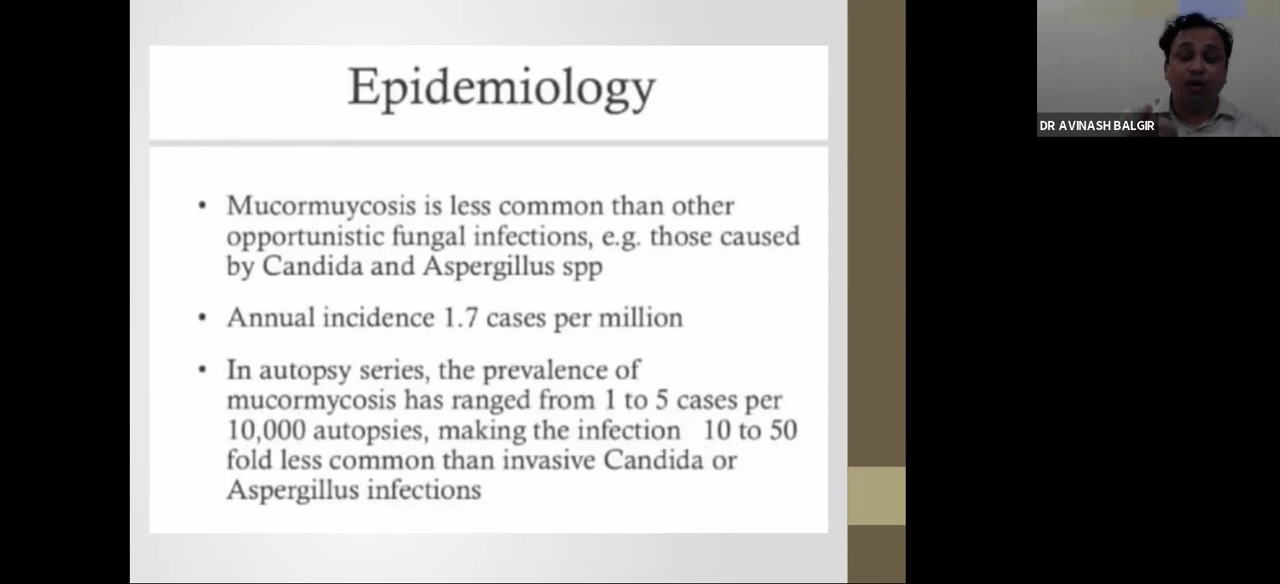 Epidemiology
• Mucormuycosis is less common than other
opportunistic fungal infections, e.g. those caused
by Candida and Aspergillus spp
• Annual incidence 1.7 cases per million
• In autopsy series, the prevalence of
mucormycosis has ranged from 1 to 5 cases per
10,000 autopsies, making the infection 10 to 50
fold less common than invasive Candida or
Aspergillus infections
DR AVINASH BALGIR